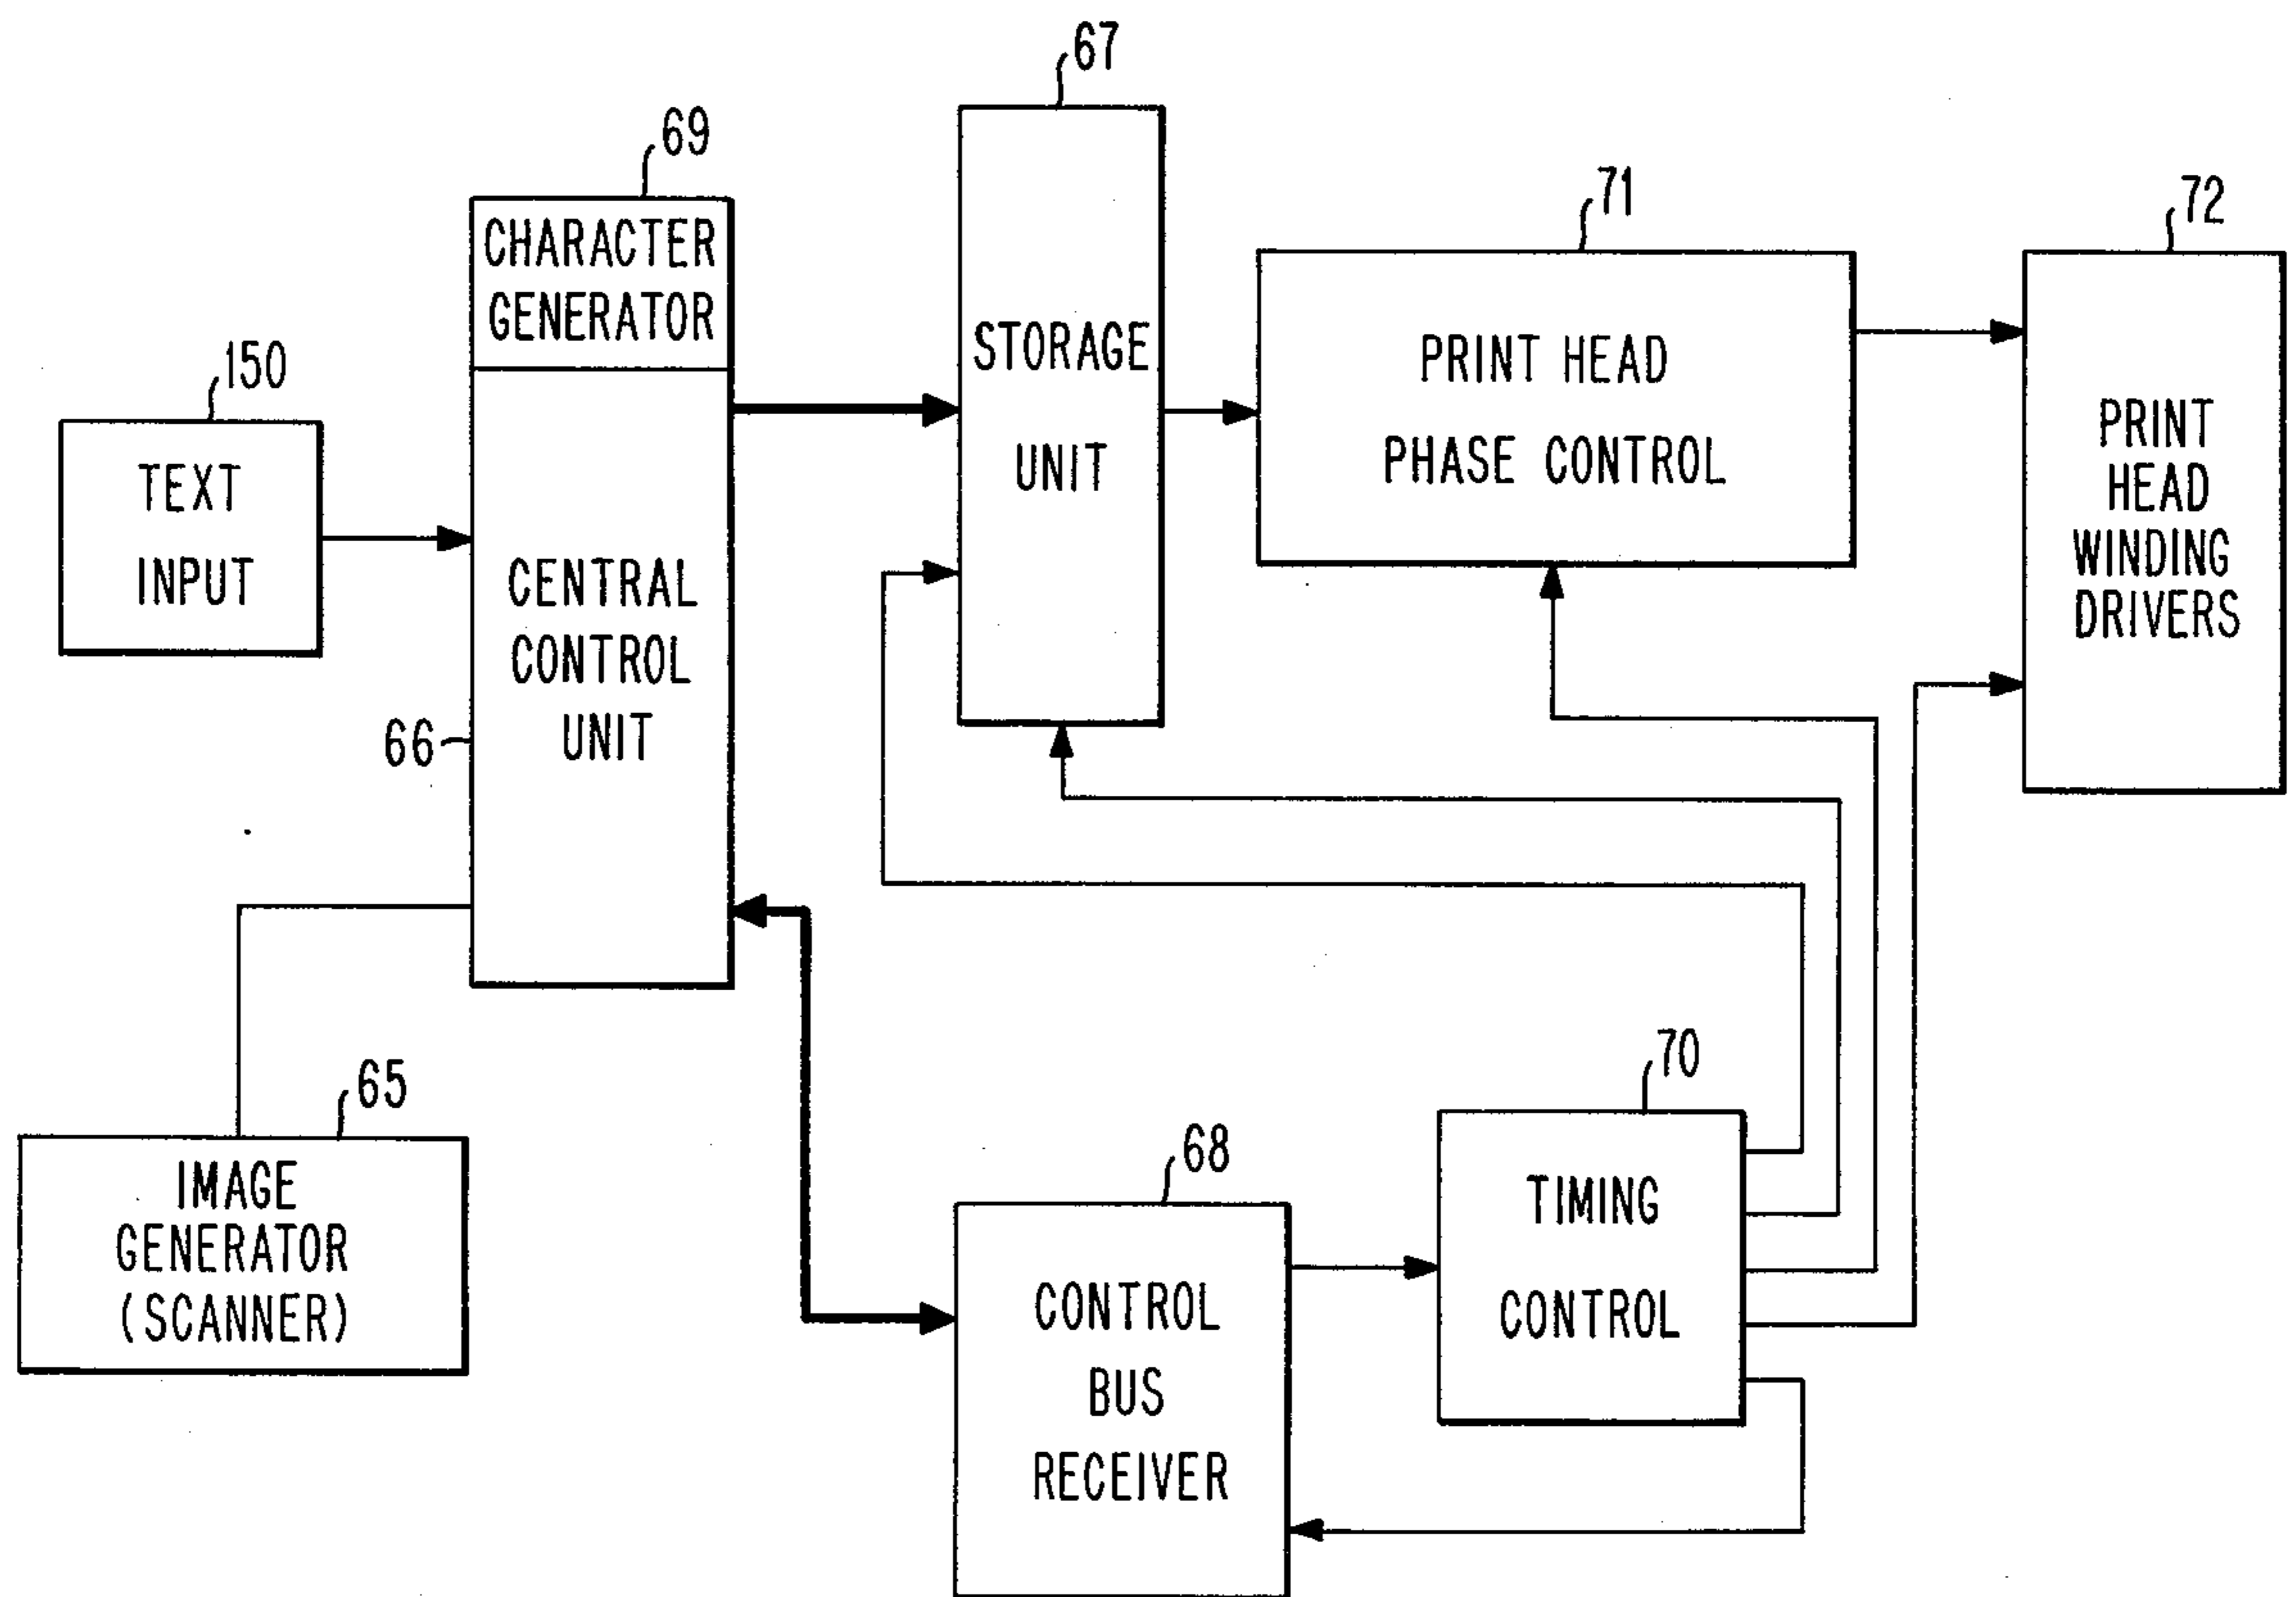 67
69
CHARACTER
GENERATOR
71
72
150
TEXT
INPUT
STORAGE
UNIT
PRINT HEAD
PHASE CONTROL
PRINT
HEAD
WINDING
DRIVERS
CENTRAL
CONTROL
UNIT
66
65
IMAGE
GENERATOR
(SCANNER)
68
CONTROL
BUS
RECEIVER
70
TIMING
CONTROL